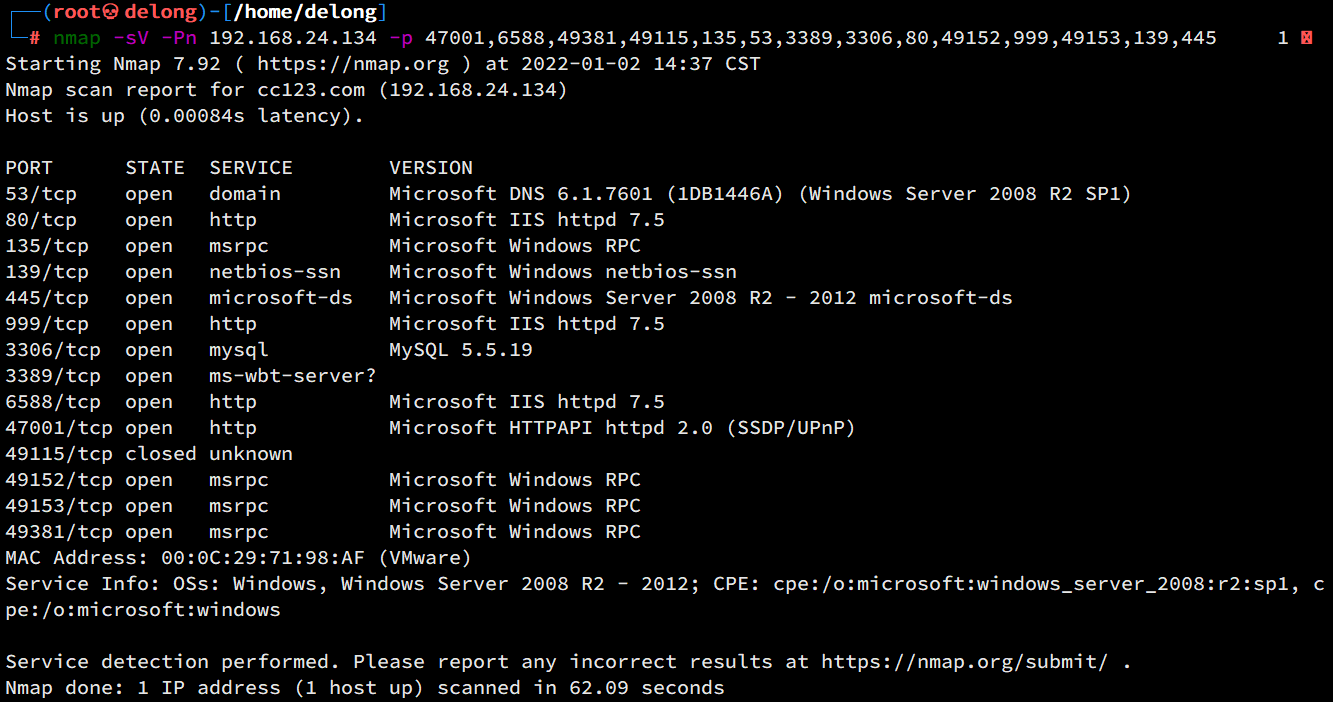 ┌──(root💀delong)-[/home/delong]
└─# nmap -sV -Pn 192.168.24.134 -p 47001,6588,49381,49115,135,53,3389,3306,80,49152,999,49153,139,445 1 ⨯
Starting Nmap 7.92 ( https://nmap.org ) at 2022-01-02 14:37 CST
Nmap scan report for cc123.com (192.168.24.134)
Host is up (0.00084s latency).

PORT      STATE  SERVICE        VERSION
53/tcp    open   domain         Microsoft DNS 6.1.7601 (1DB1446A) (Windows Server 2008 R2 SP1)
80/tcp    open   http           Microsoft IIS httpd 7.5
135/tcp   open   msrpc          Microsoft Windows RPC
139/tcp   open   netbios-ssn    Microsoft Windows netbios-ssn
445/tcp   open   microsoft-ds   Microsoft Windows Server 2008 R2 - 2012 microsoft-ds
999/tcp   open   http           Microsoft IIS httpd 7.5
3306/tcp  open   mysql          MySQL 5.5.19
3389/tcp  open   ms-wbt-server?
6588/tcp  open   http           Microsoft IIS httpd 7.5
47001/tcp open   http           Microsoft HTTPAPI httpd 2.0 (SSDP/UPnP)
49115/tcp closed unknown
49152/tcp open   msrpc          Microsoft Windows RPC
49153/tcp open   msrpc          Microsoft Windows RPC
49381/tcp open   msrpc          Microsoft Windows RPC
MAC Address: 00:0C:29:71:98:AF (VMware)
Service Info: OSs: Windows, Windows Server 2008 R2 - 2012; CPE: cpe:/o:microsoft:windows_server_2008:r2:sp1, c
pe:/o:microsoft:windows

Service detection performed. Please report any incorrect results at https://nmap.org/submit/ .
Nmap done: 1 IP address (1 host up) scanned in 62.09 seconds